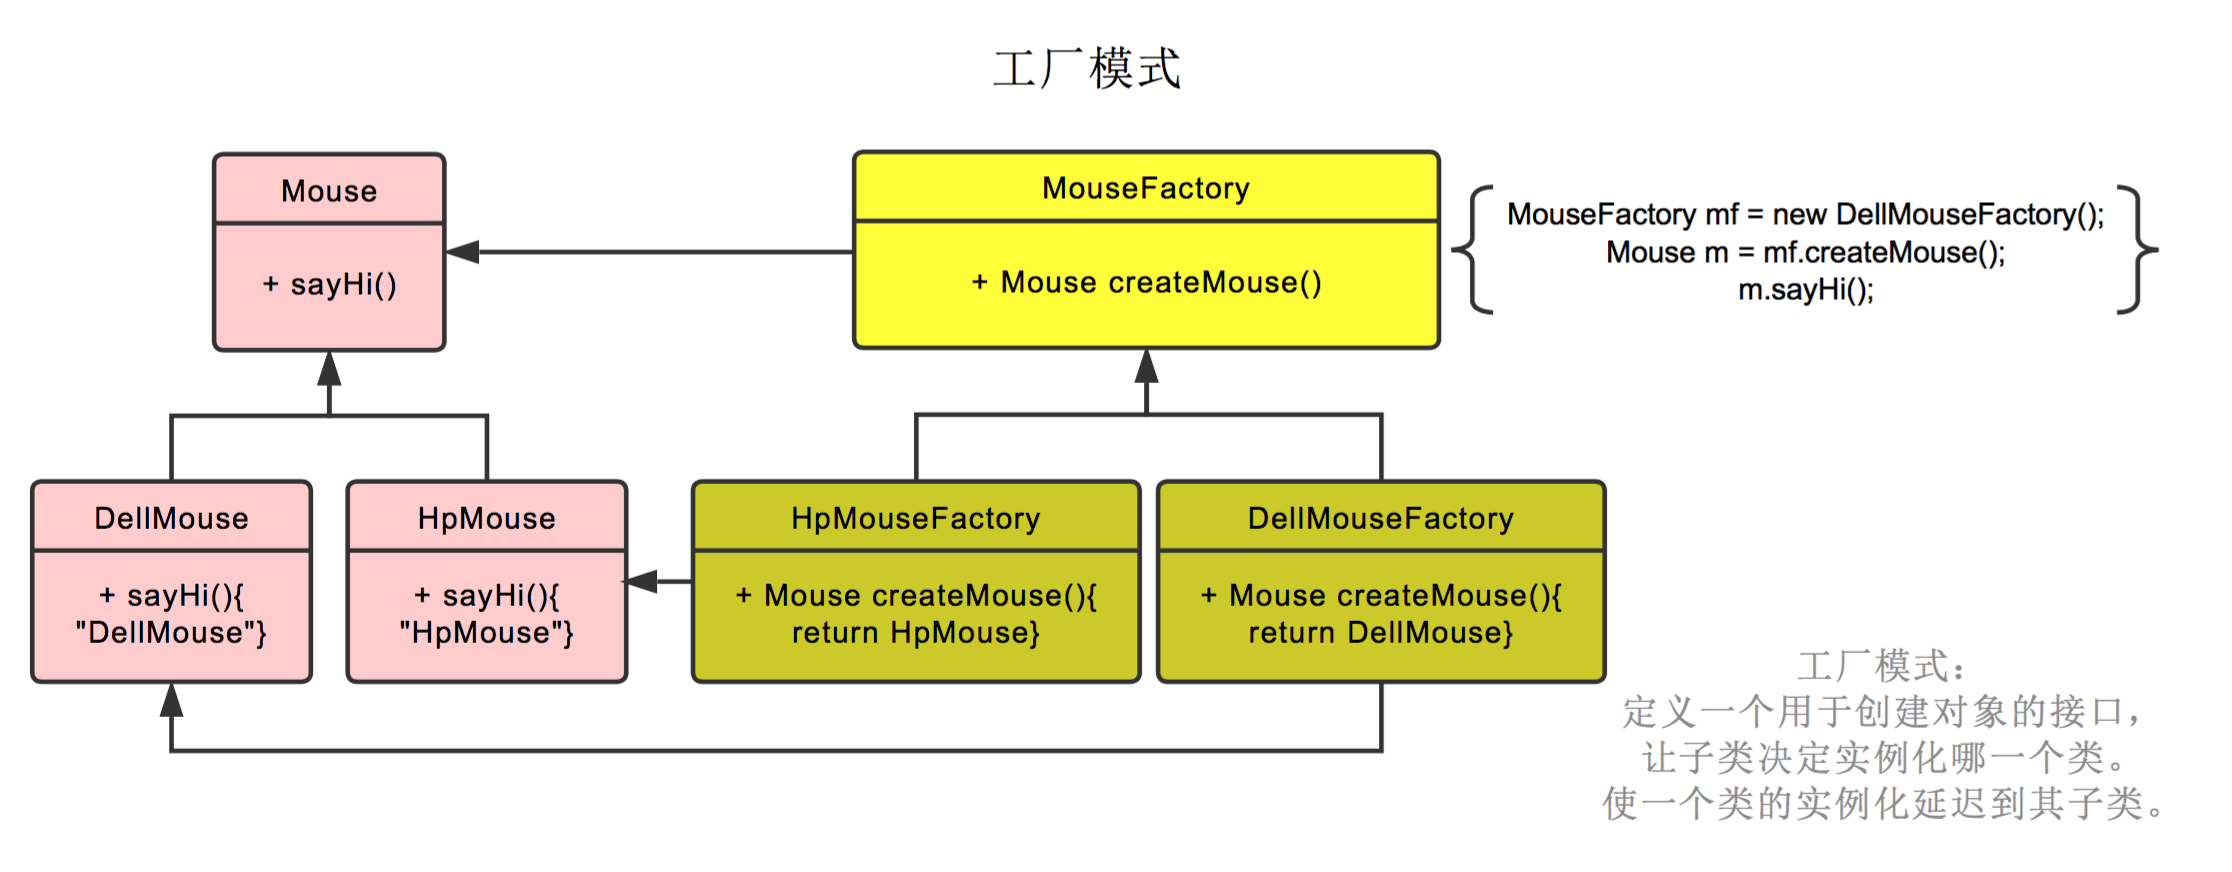 工厂模式
Mouse
+ sayHi()
MouseFactory
+ Mouse createMouse()
MouseFactory mf = new DellMouseFactory();
Mouse m = mf.createMouse();
m.sayHi();
DellMouse
+ sayHi(){
"DellMouse"}
HpMouse
+ sayHi(){
"HpMouse"}
HpMouseFactory
+ Mouse createMouse(){
return HpMouse}
DellMouseFactory
+ Mouse createMouse(){
return DellMouse}
工厂模式：
定义一个用于创建对象的接口，
让子类决定实例化哪一个类。
使一个类的实例化延迟到其子类。